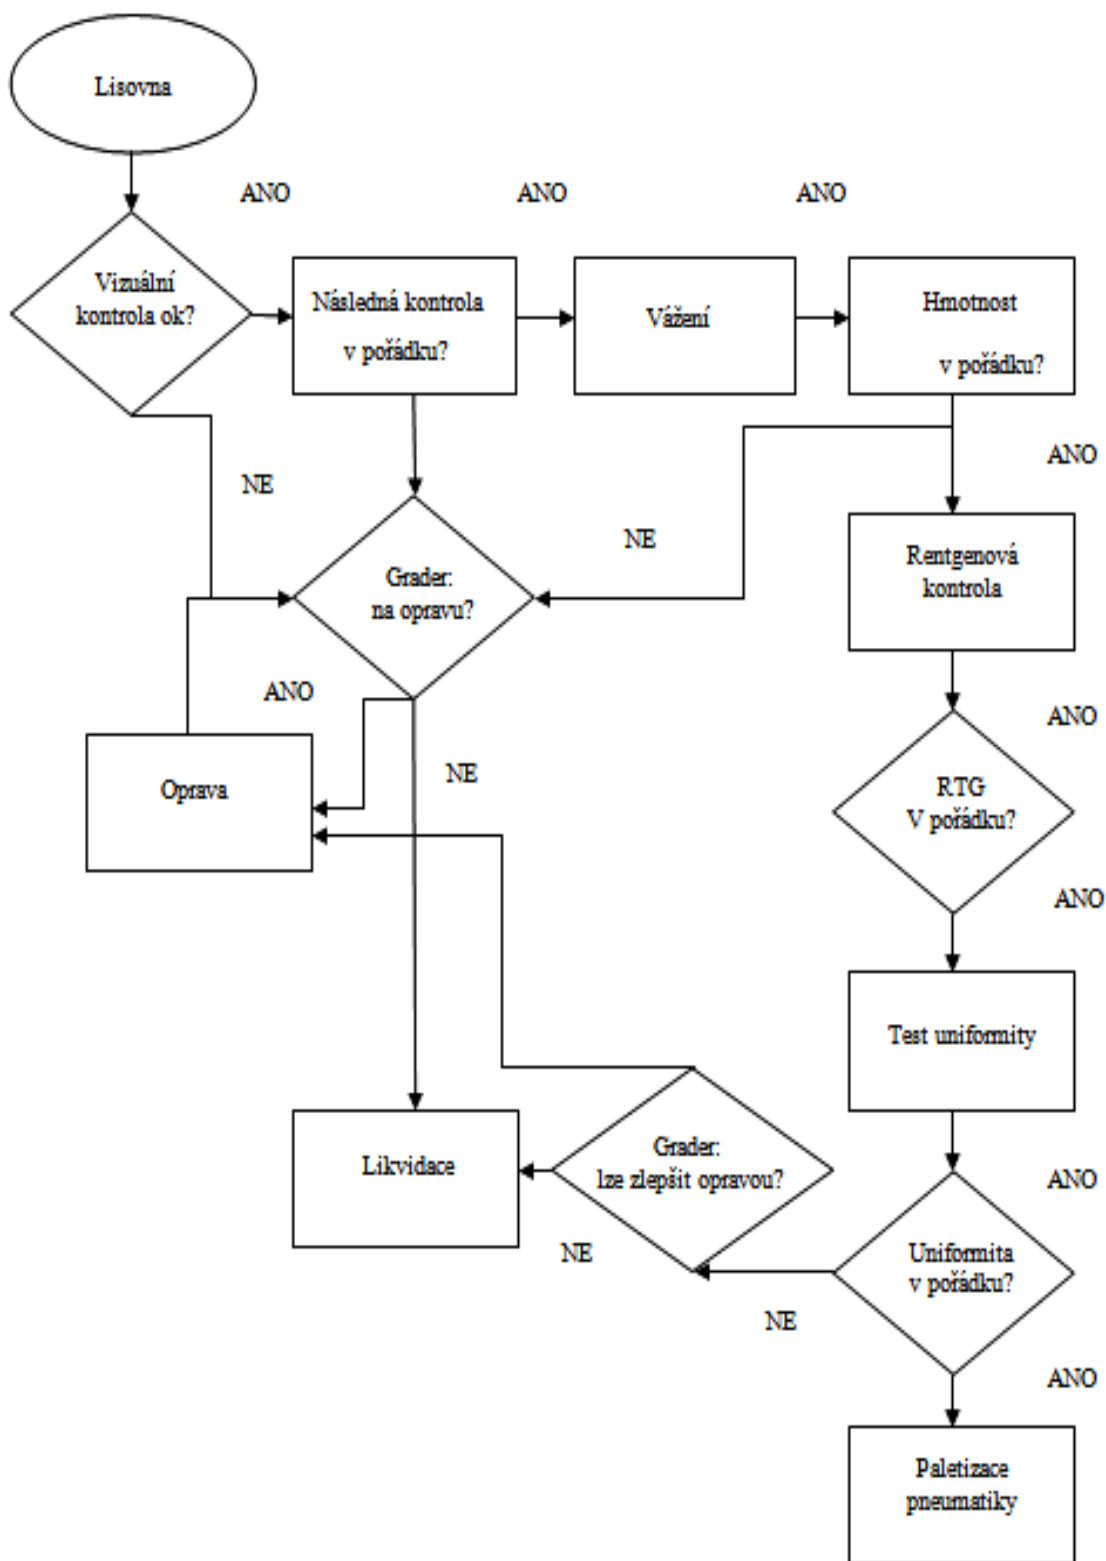 Lisovna
ANO
ANO
ANO
Vizuální
kontrola ok?
Následná kontrola
v pořádku?
Vážení
Hmotnost
v pořádku?
ANO
NE
NE
Rentgenová
kontrola
Grader:
na opravu?
ANO
ANO
NE
Oprava
RTG
V pořádku?
ANO
Test uniformity
Grader:
lze zlepšit opravou?
Likvidace
ANO
NE
Uniformita
v pořádku?
NE
ANO
Paletizace
pneumatiky